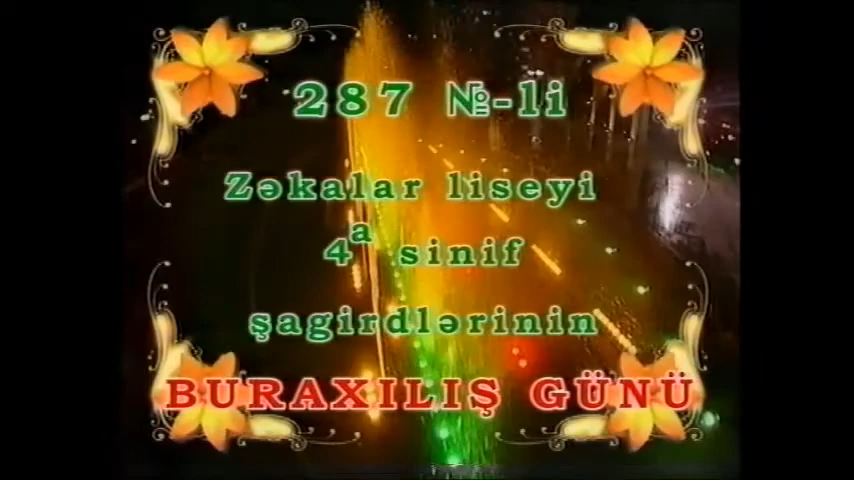 287 №-li
Zəkalar liseyi
4ᵃ sinif
şagirdlərinin
BURAXILIŞ GÜNÜ